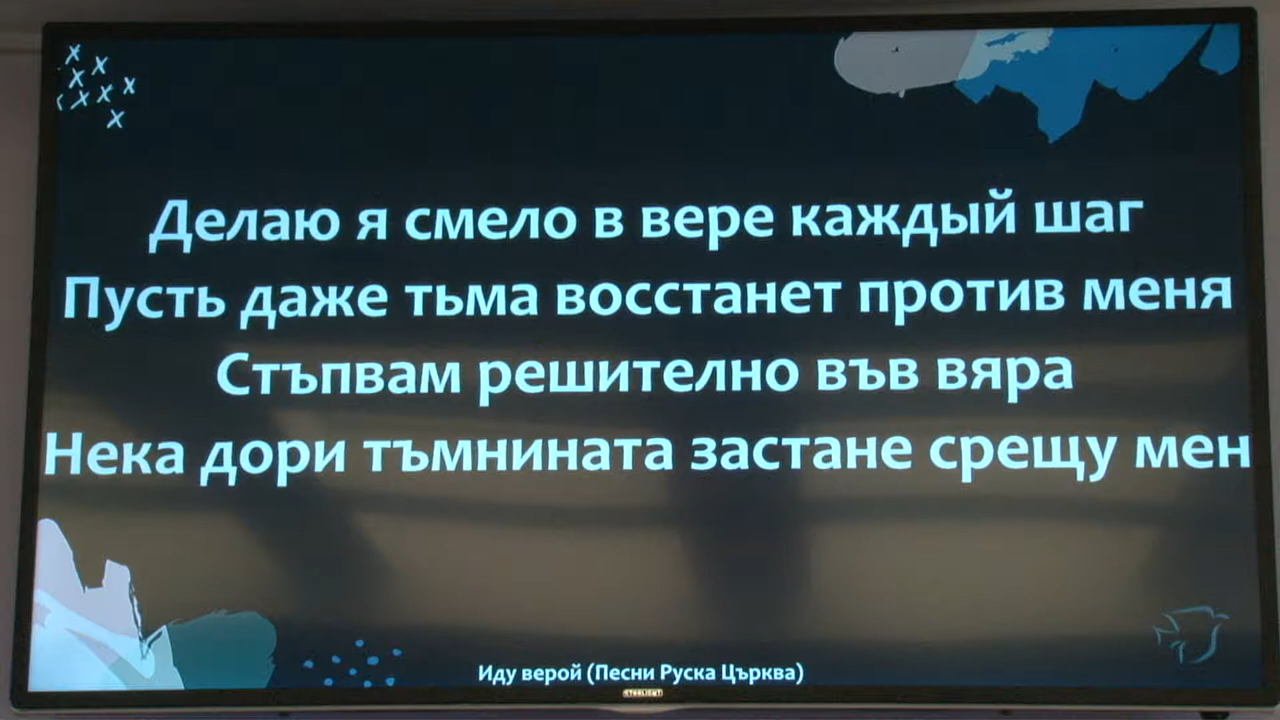 Делаю я смело в вере каждый шаг
Пусть даже тьма восстанет против меня
Стъпвам решително във вяра
Нека дори тъмнината застане срещу мен
Иду верой (Песни Руска Църква)
STARLIGHT